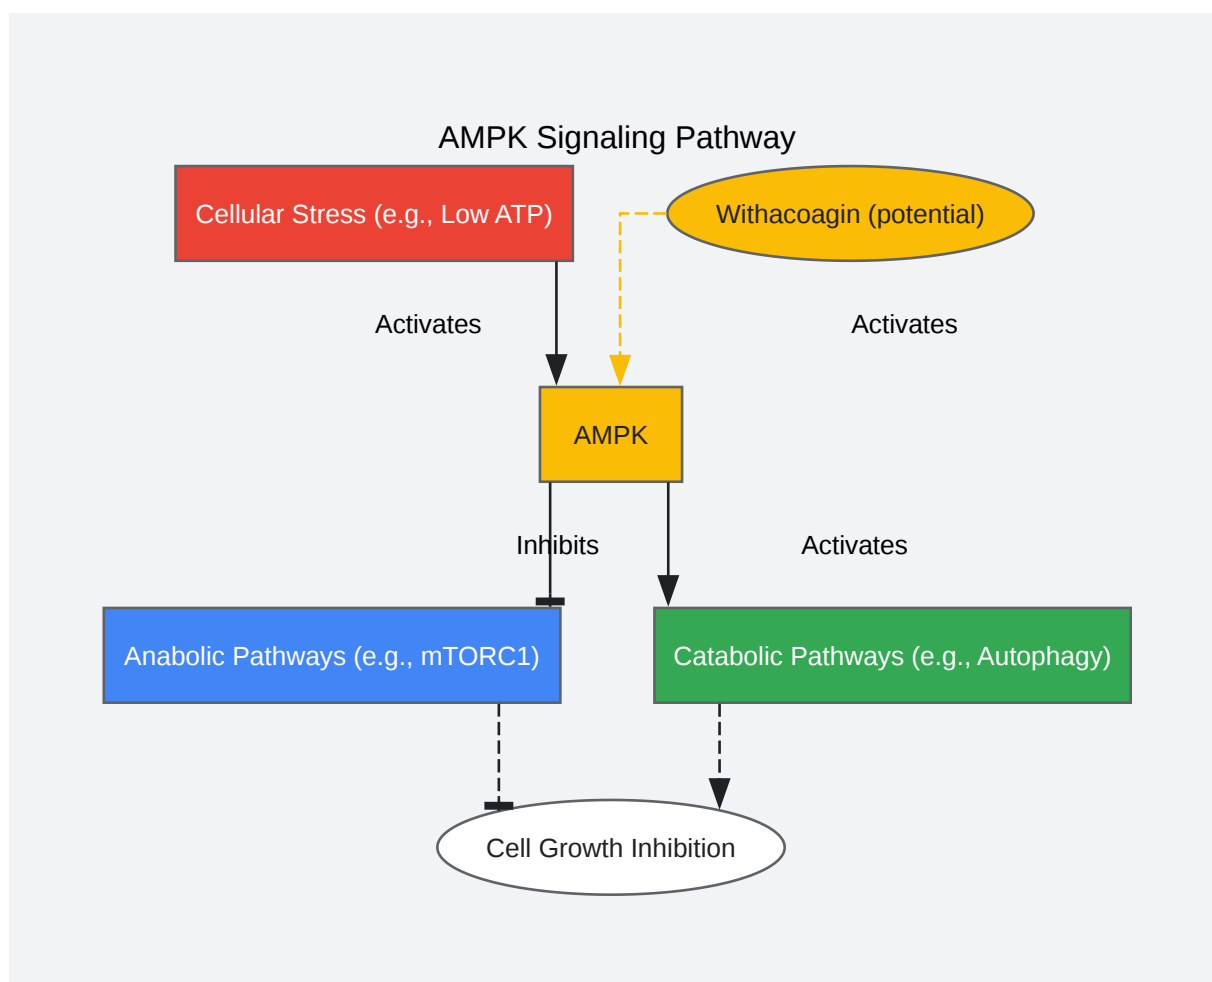 AMPK Signaling Pathway
Cellular Stress (e.g., Low ATP)
Withacoagin (potential)
Activates
Activates
AMPK
Inhibits
Activates
Anabolic Pathways (e.g., mTORC1)
Catabolic Pathways (e.g., Autophagy)
Cell Growth Inhibition